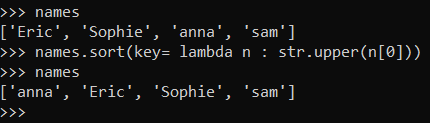 >>> names
['Eric', 'Sophie', 'anna', 'sam']
>>> names.sort(key= lambda n : str.upper(n[0]))
>>> names
['anna', 'Eric', 'Sophie', 'sam']
>>>